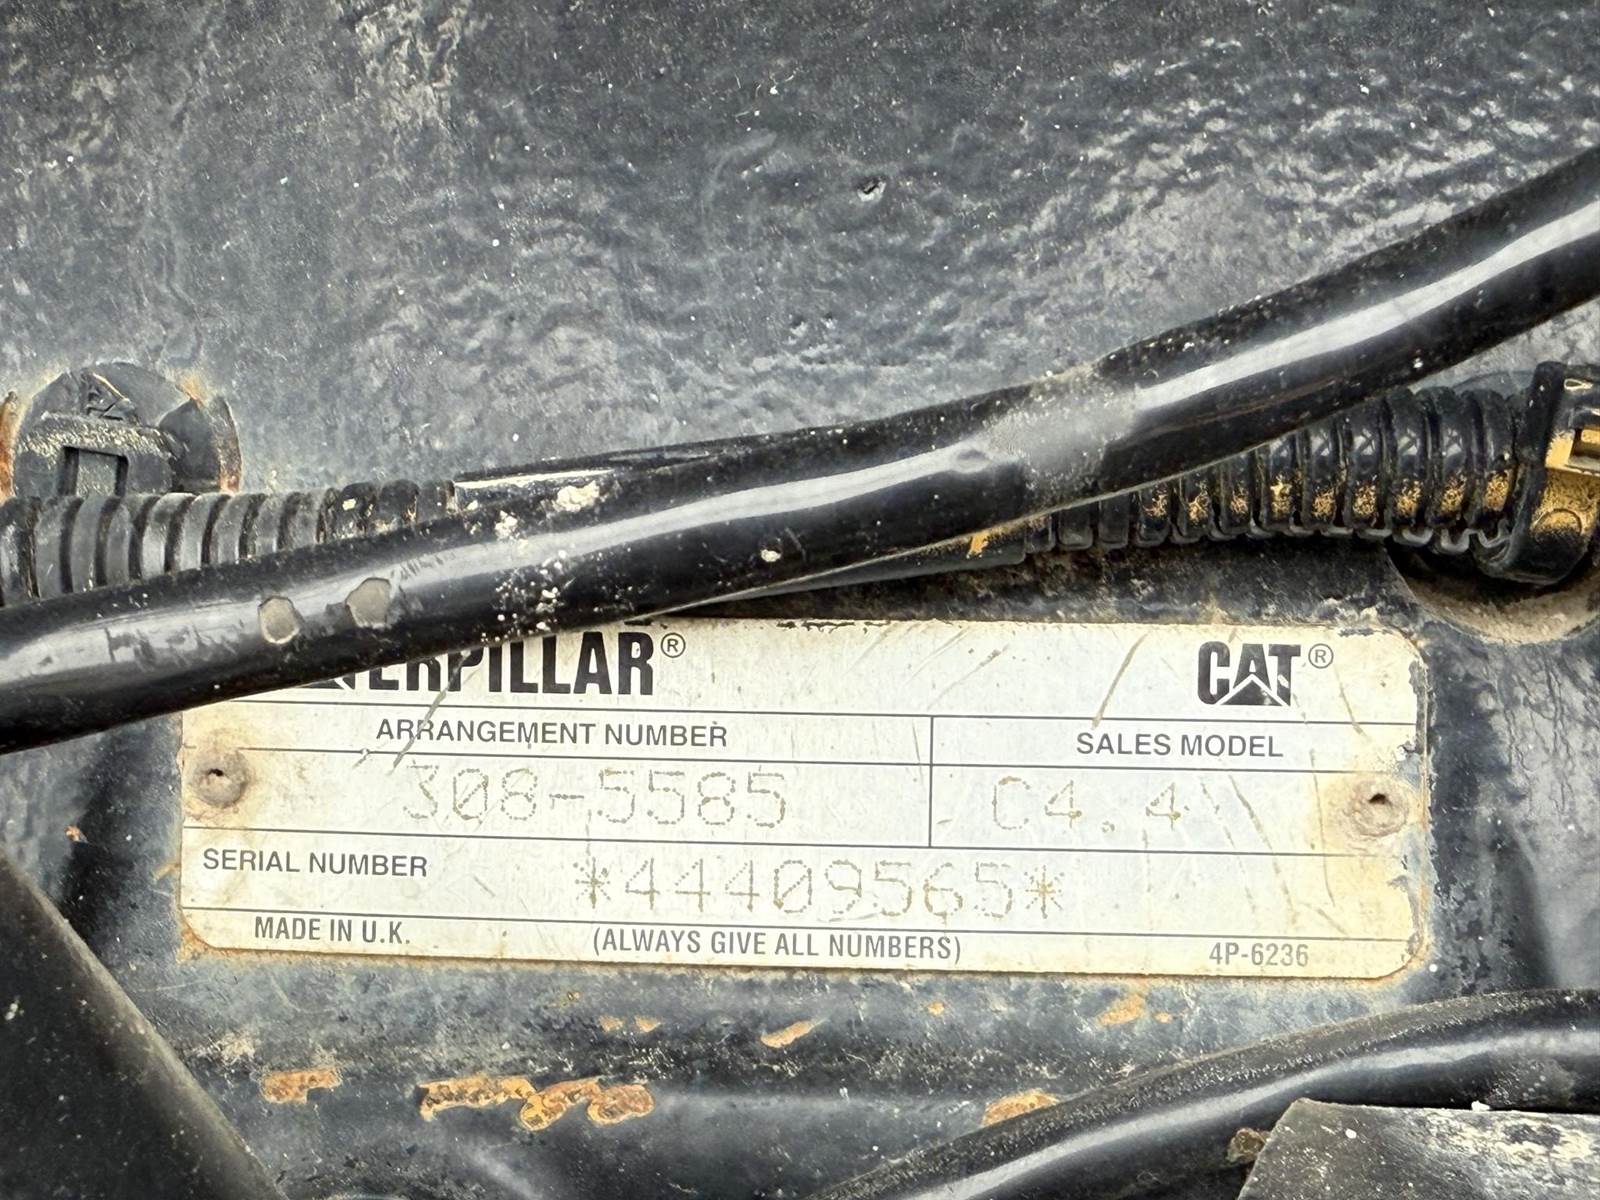 CATERPILLAR® CAT®
ARRANGEMENT NUMBER SALES MODEL
308-5585 C4.4
SERIAL NUMBER *44409565*
MADE IN U.K. (ALWAYS GIVE ALL NUMBERS) 4P-6236